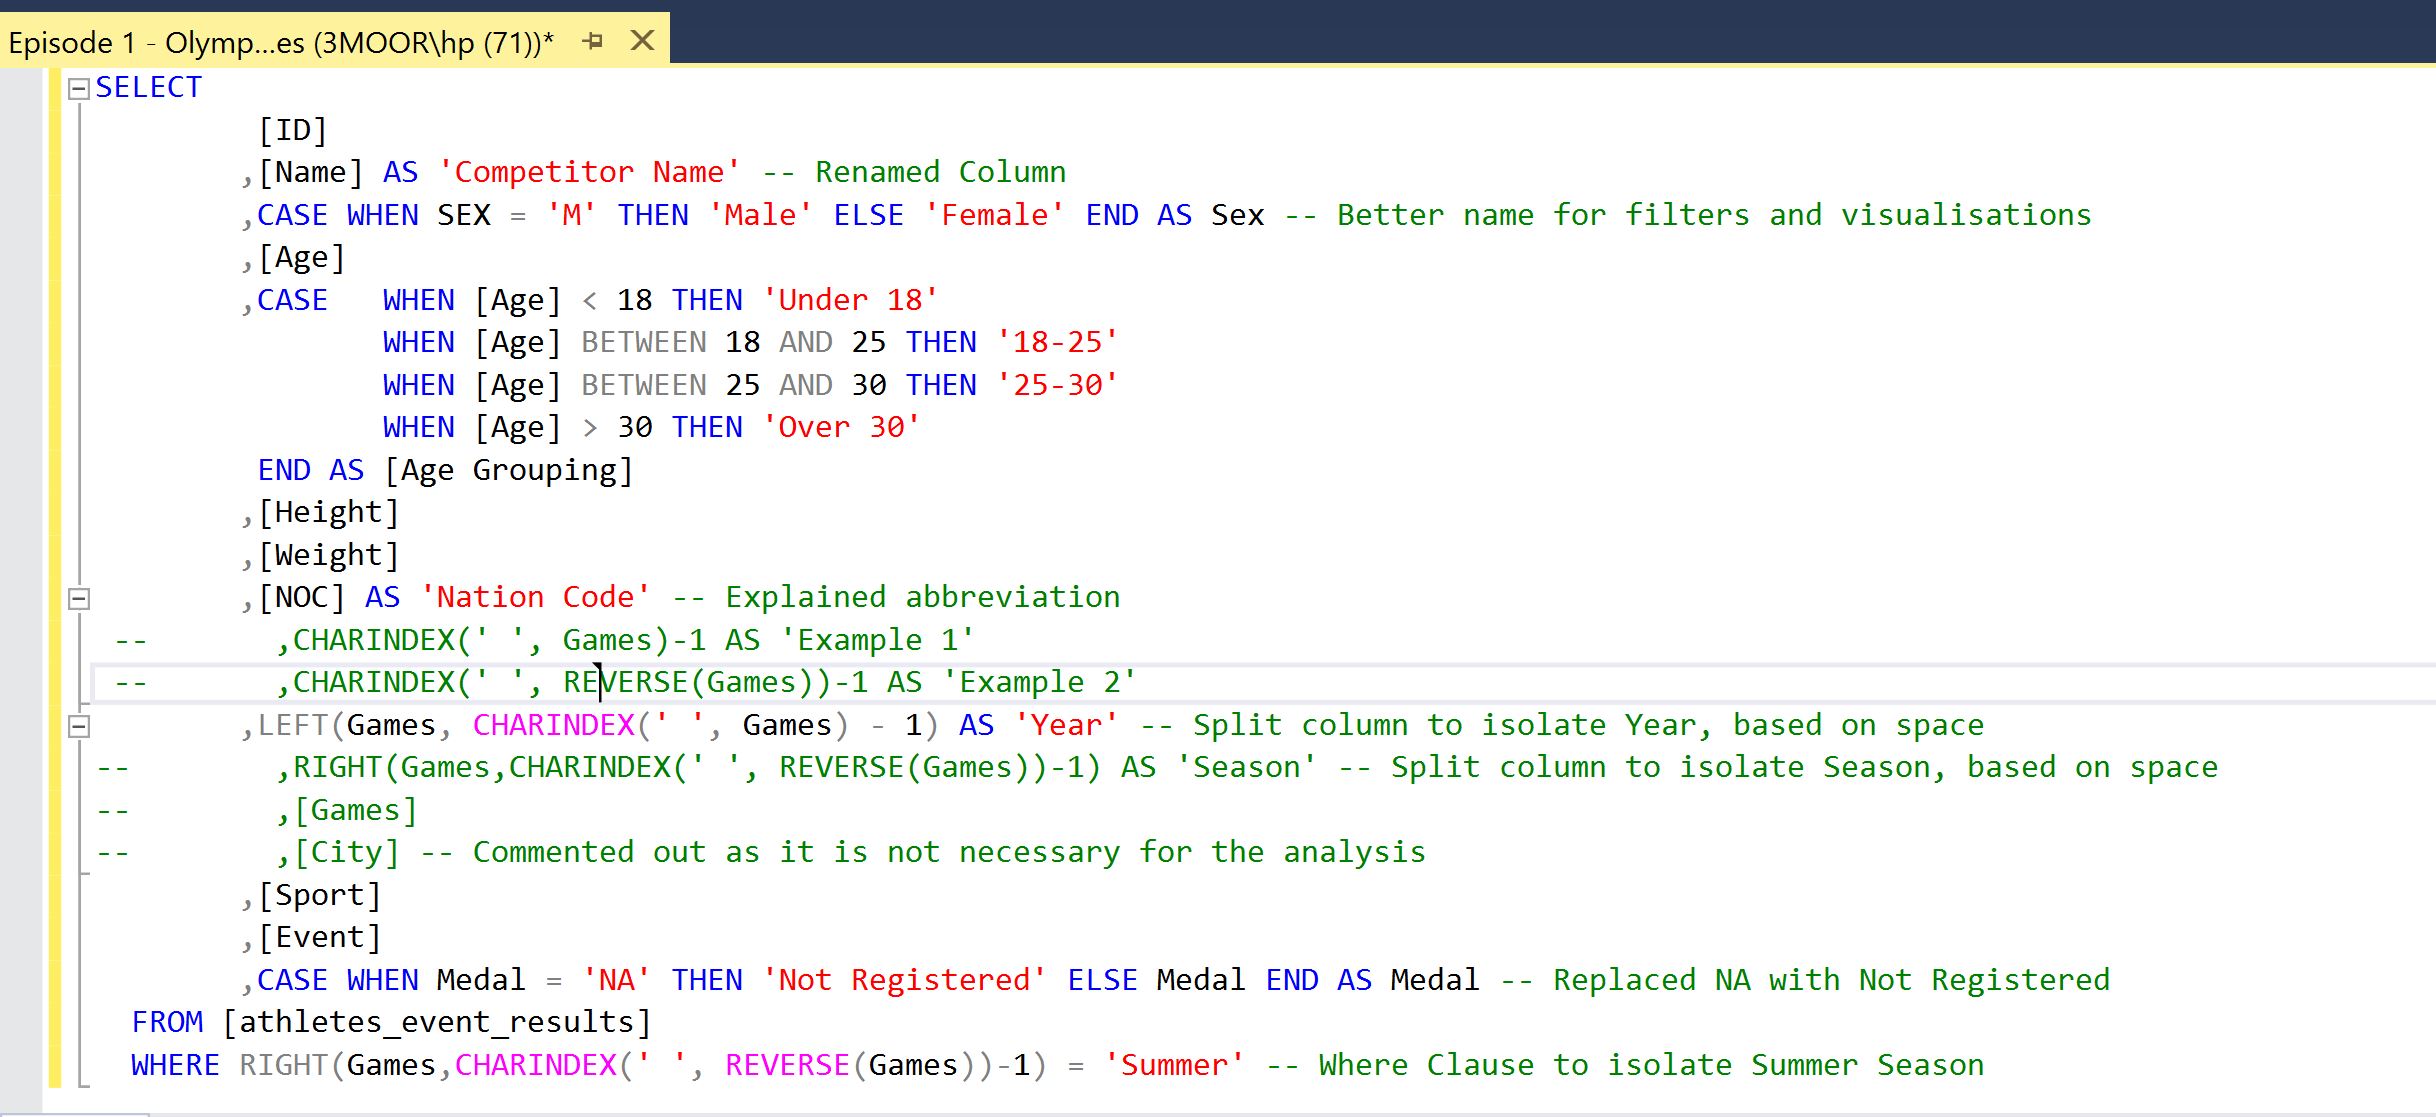 Episode 1 - Olymp...es (3MOOR\hp (71))*
SELECT
[ID]
,[Name] AS 'Competitor Name' -- Renamed Column
,CASE WHEN SEX = 'M' THEN 'Male' ELSE 'Female' END AS Sex -- Better name for filters and visualisations
,[Age]
,CASE WHEN [Age] < 18 THEN 'Under 18'
WHEN [Age] BETWEEN 18 AND 25 THEN '18-25'
WHEN [Age] BETWEEN 25 AND 30 THEN '25-30'
WHEN [Age] > 30 THEN 'Over 30'
END AS [Age Grouping]
,[Height]
,[Weight]
,[NOC] AS 'Nation Code' -- Explained abbreviation
-- ,CHARINDEX(' ', Games)-1 AS 'Example 1'
-- ,CHARINDEX(' ', REVERSE(Games))-1 AS 'Example 2'
,LEFT(Games, CHARINDEX(' ', Games) - 1) AS 'Year' -- Split column to isolate Year, based on space
-- ,RIGHT(Games,CHARINDEX(' ', REVERSE(Games))-1) AS 'Season' -- Split column to isolate Season, based on space
-- ,[Games]
-- ,[City] -- Commented out as it is not necessary for the analysis
,[Sport]
,[Event]
,CASE WHEN Medal = 'NA' THEN 'Not Registered' ELSE Medal END AS Medal -- Replaced NA with Not Registered
FROM [athletes_event_results]
WHERE RIGHT(Games,CHARINDEX(' ', REVERSE(Games))-1) = 'Summer' -- Where Clause to isolate Summer Season